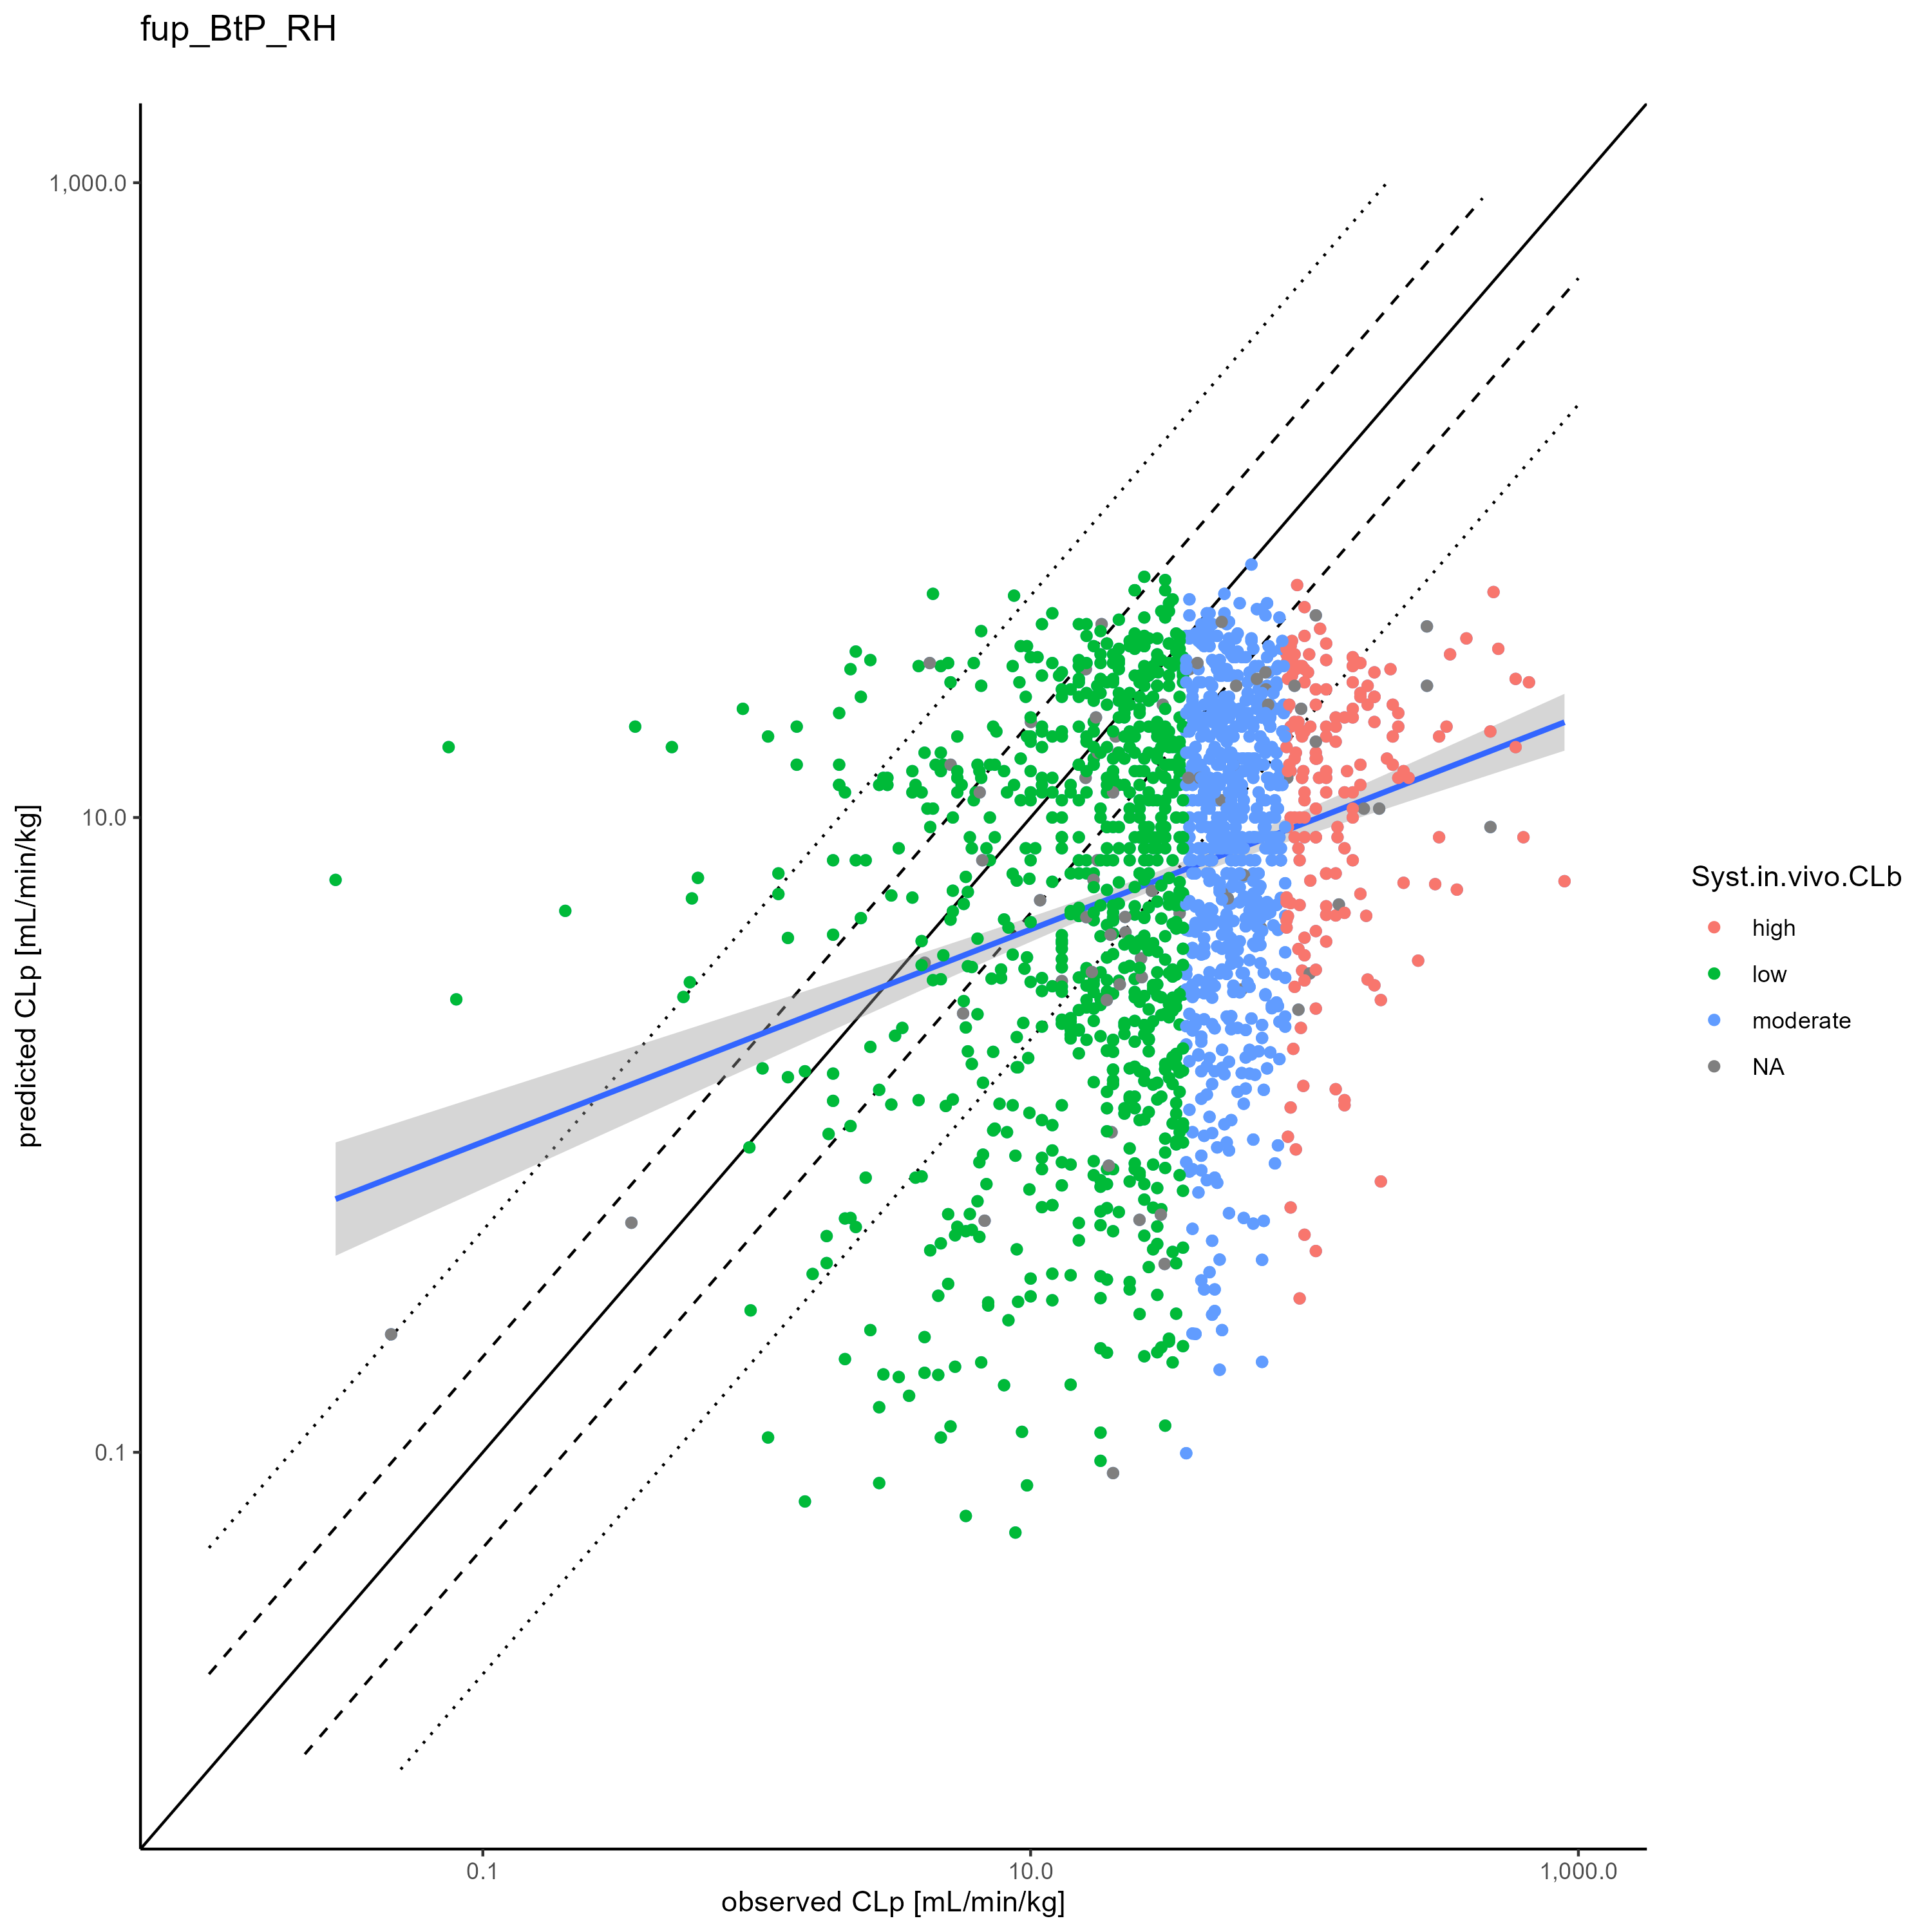 fup_BtP_RH
1,000.0
10.0
0.1
predicted CLp [mL/min/kg]
0.1
10.0
1,000.0
observed CLp [mL/min/kg]
Syst.in.vivo.CLb
high
low
moderate
NA